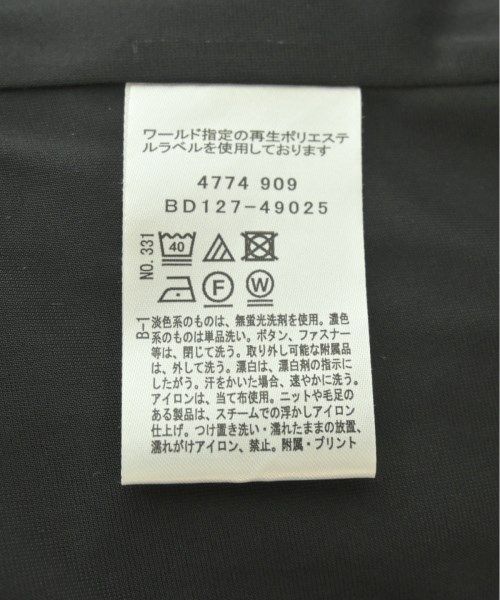 ワールド指定の再生ポリエステ
ルラベルを使用しております
4774 909
BD127-49025
NO.331
40
F
W
B-1
淡色系のものは、無蛍光洗剤を使用。濃色
系のものは単品洗い。ボタン、ファスナー
等は、閉じて洗う。取り外し可能な附属品
は、外して洗う。漂白は、漂白剤の指示に
したがう。汗をかいた場合、速やかに洗う。
アイロンは、当て布使用。ニットや毛足の
ある製品は、スチームでの浮かしアイロン
仕上げ。つけ置き洗い・濡れたままの放置、
濡れがけアイロン、禁止。附属・プリント